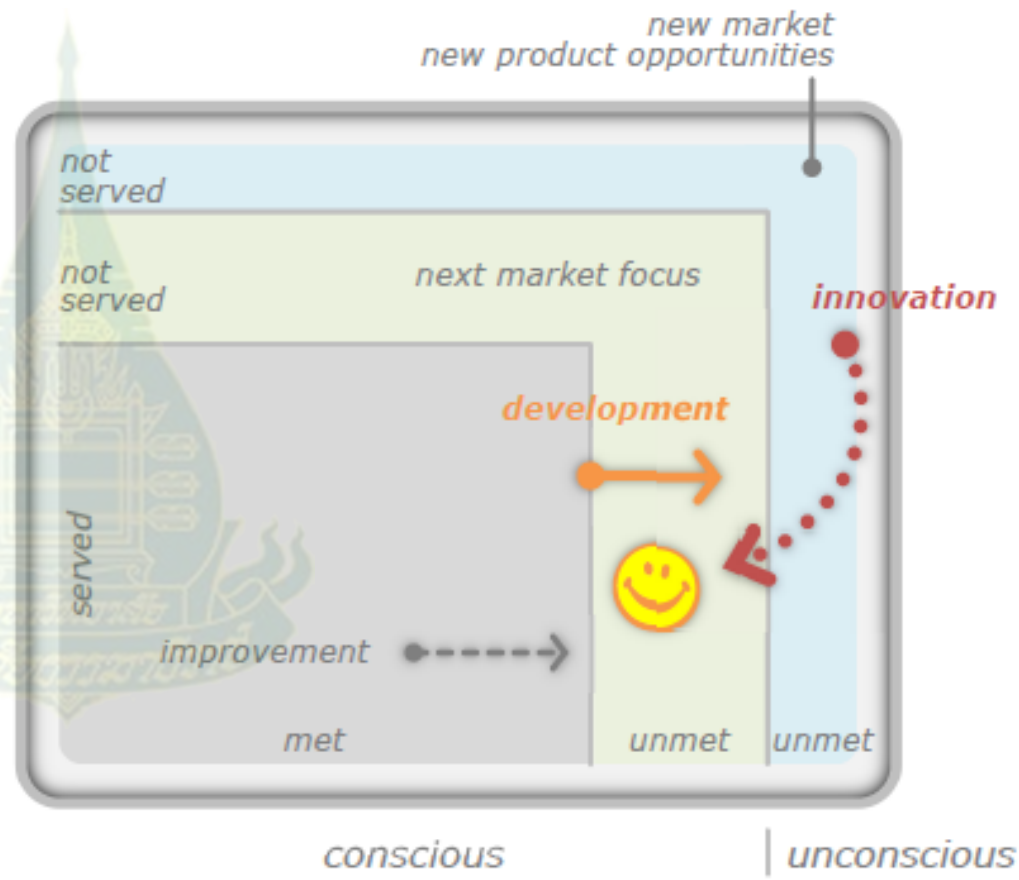 new market
new product opportunities
not
served
not
served
next market focus
innovation
development
served
improvement
met
unmet
unmet
conscious
unconscious